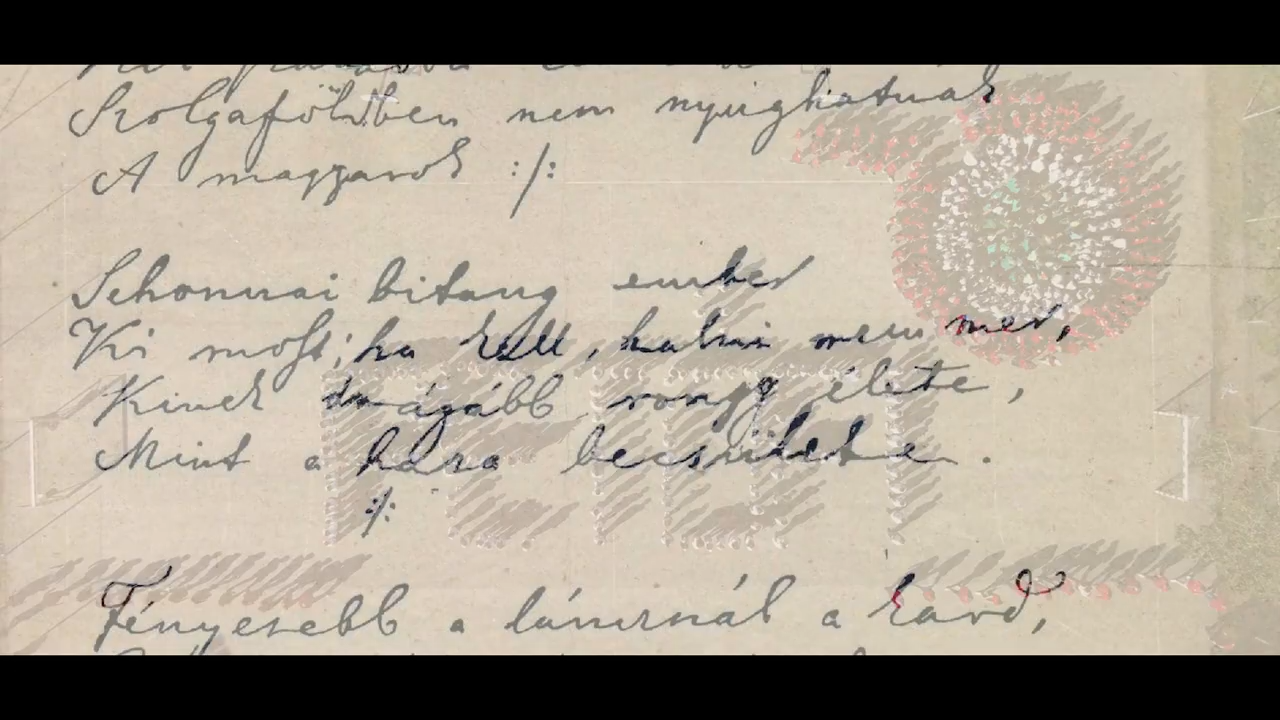 Szolgaföldben nem nyughatnak
A magyarok :/:
Sehonnai bitang ember
Ki most, ha kell, halni nem mer,
Kinek drágább rongy élete,
Mint a haza becsülete.
:/:
Fényesebb a láncznál a kard,